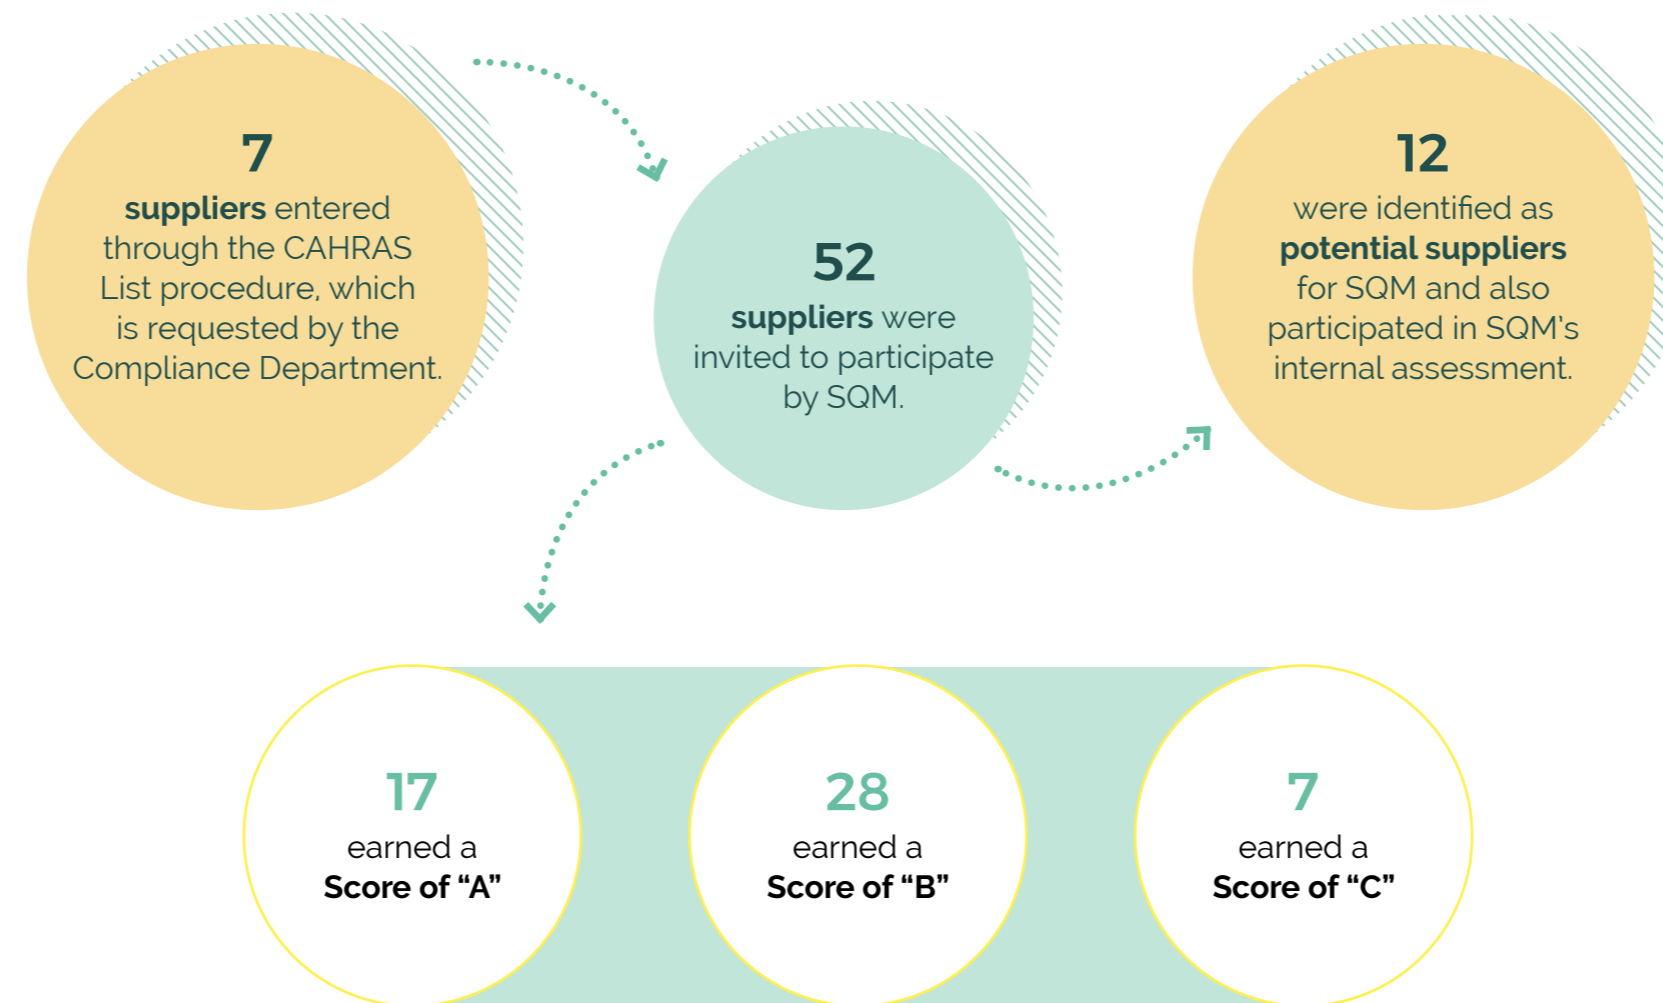 7
suppliers entered
through the CAHRAS
List procedure, which
is requested by the
Compliance Department.
52
suppliers were
invited to participate
by SQM.
12
were identified as
potential suppliers
for SQM and also
participated in SQM's
internal assessment.
17
earned a
Score of “A”
28
earned a
Score of “B”
7
earned a
Score of “C”